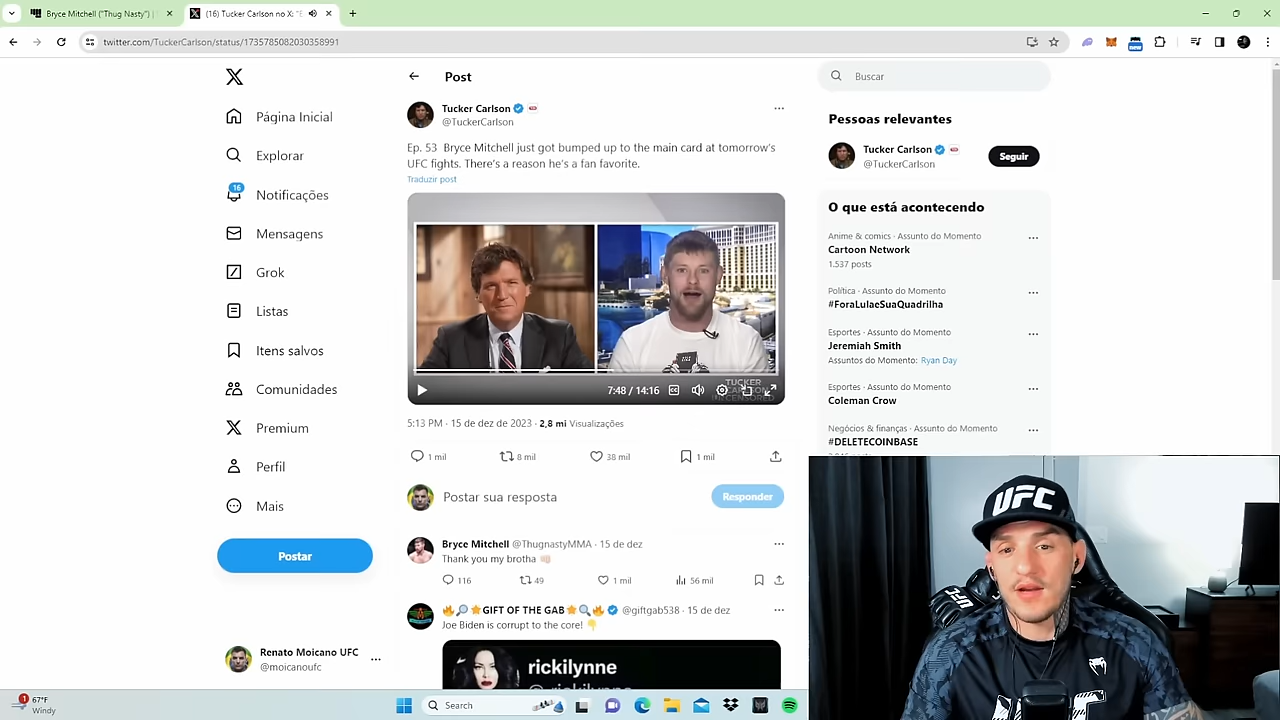 Bryce Mitchell ("Thug Nasty") |
(16) Tucker Carlson no X: "E
twitter.com/TuckerCarlson/status/1735785082030358991
new
Post
Buscar
Página Inicial
Explorar
16
Notificações
Mensagens
Grok
Listas
Itens salvos
Comunidades
Premium
Perfil
Mais
Postar
Renato Moicano UFC
@moicanoufc
Tucker Carlson
@TuckerCarlson
Ep. 53 Bryce Mitchell just got bumped up to the main card at tomorrow's
UFC fights. There's a reason he's a fan favorite.
Traduzir post
7:48 / 14:16
TUCKER
CARLSON
UNCENSORED
5:13 PM · 15 de dez de 2023 · 2,8 mi Visualizações
1 mil
8 mil
38 mil
1 mil
Postar sua resposta
Responder
Bryce Mitchell @ThugnastyMMA · 15 de dez
Thank you my brotha
116
49
1 mil
56 mil
GIFT OF THE GAB @giftgab538 · 15 de dez
Joe Biden is corrupt to the core!
rickilynne
Pessoas relevantes
Tucker Carlson
@TuckerCarlson
Seguir
O que está acontecendo
Anime & comics · Assunto do Momento
Cartoon Network
1.537 posts
Política · Assunto do Momento
#ForaLulaeSuaQuadrilha
Esportes · Assunto do Momento
Jeremiah Smith
Assuntos do Momento: Ryan Day
Esportes · Assunto do Momento
Coleman Crow
Negócios & finanças · Assunto do Momento
#DELETECOINBASE
UFC
UFC
UFC
1
67°F
Windy
Search